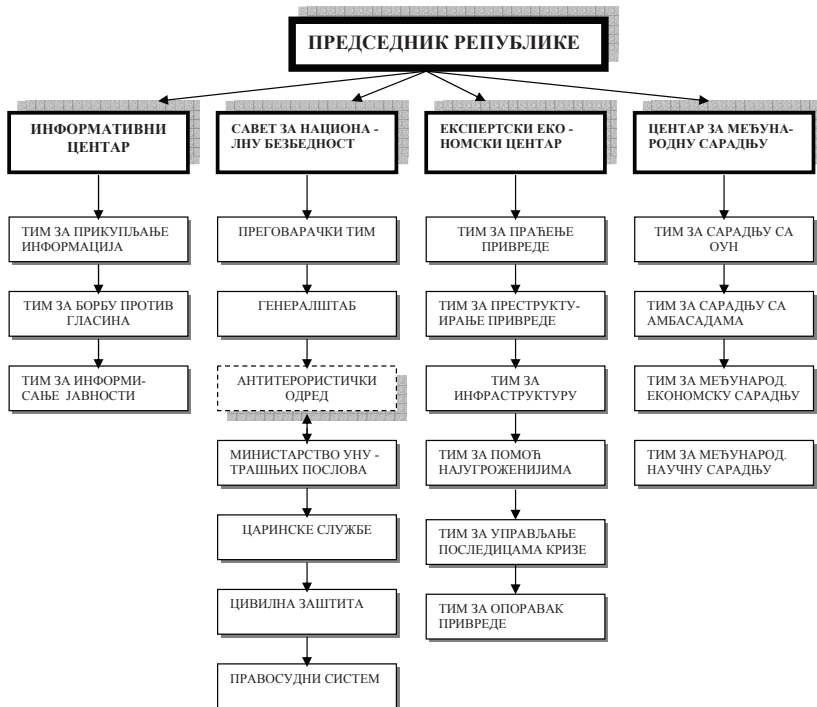 ПРЕДСЕДНИК РЕПУБЛИКЕ
ИНФОРМАТИВНИ
ЦЕНТАР
ТИМ ЗА ПРИКУПЉАЊЕ
ИНФОРМАЦИЈА
ТИМ ЗА БОРБУ ПРОТИВ
ГЛАСИНА
ТИМ ЗА ИНФОРМИ-
САЊЕ ЈАВНОСТИ
САВЕТ ЗА НАЦИОНА -
ЛНУ БЕЗБЕДНОСТ
ПРЕГОВАРАЧКИ ТИМ
ГЕНЕРАЛШТАБ
АНТИТЕРОРИСТИЧКИ
ОДРЕД
МИНИСТАРСТВО УНУ -
ТРАШЊИХ ПОСЛОВА
ЦАРИНСКЕ СЛУЖБЕ
ЦИВИЛНА ЗАШТИТА
ПРАВОСУДНИ СИСТЕМ
ЕКСПЕРТСКИ ЕКО -
НОМСКИ ЦЕНТАР
ТИМ ЗА ПРАЋЕЊЕ
ПРИВРЕДЕ
ТИМ ЗА ПРЕСТРУКТУ-
ИРАЊЕ ПРИВРЕДЕ
ТИМ ЗА
ИНФРАСТРУКТУРУ
ТИМ ЗА ПОМОЋ
НАЈУГРОЖЕНИЈИМА
ТИМ ЗА УПРАВЉАЊЕ
ПОСЛЕДИЦАМА КРИЗЕ
ТИМ ЗА ОПОРАВАК
ПРИВРЕДЕ
ЦЕНТАР ЗА МЕЂУНА-
РОДНУ САРАДЊУ
ТИМ ЗА САРАДЊУ СА
ОУН
ТИМ ЗА САРАДЊУ СА
АМБАСАДАМА
ТИМ ЗА МЕЂУНАРОД.
ЕКОНОМСКУ САРАДЊУ
ТИМ ЗА МЕЂУНАРОД.
НАУЧНУ САРАДЊУ